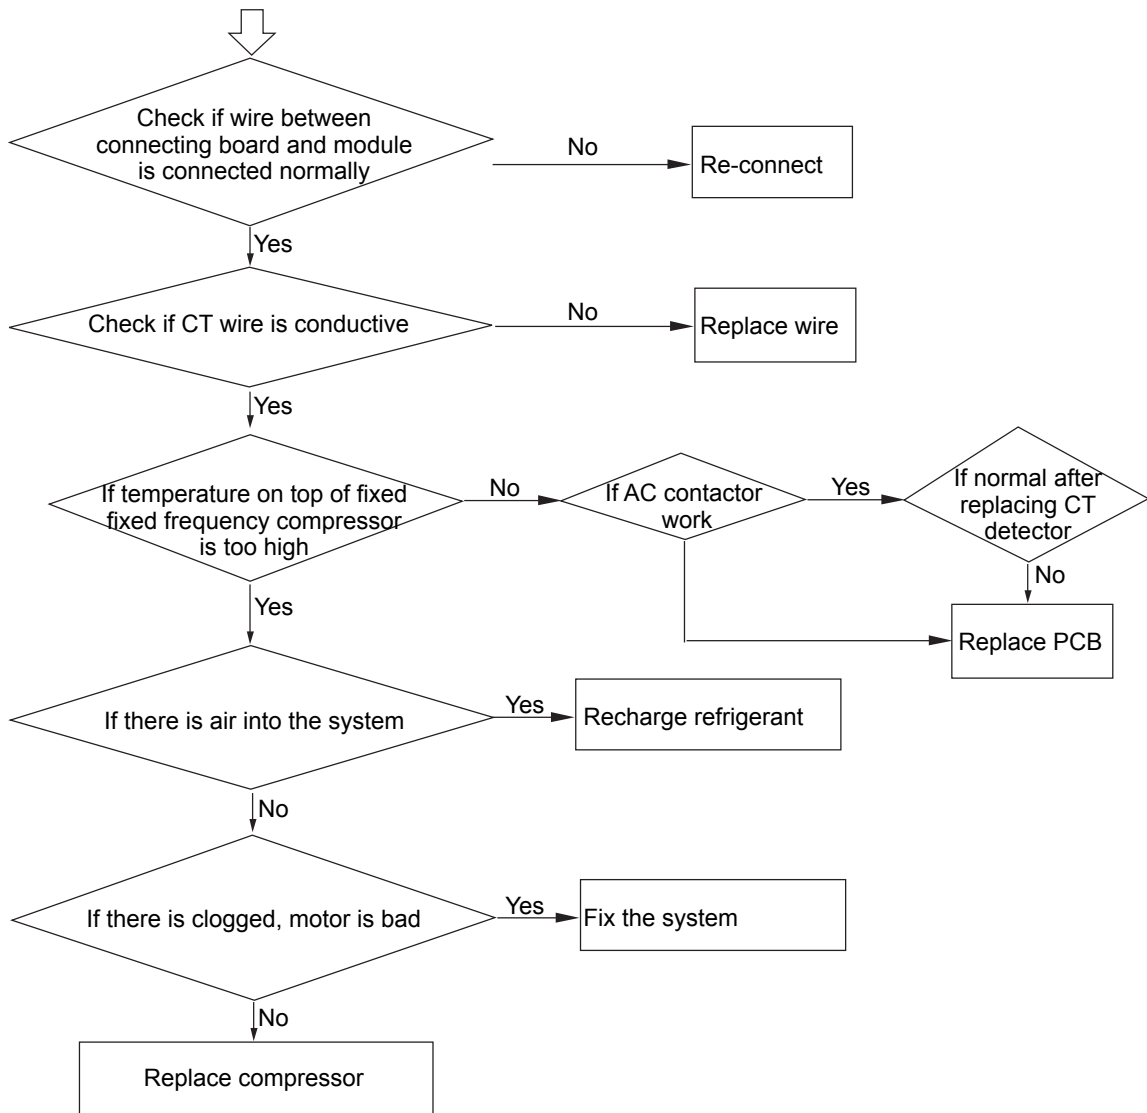 Check if wire between
connecting board and module
is connected normally
No
Re-connect
Yes
Check if CT wire is conductive
No
Replace wire
Yes
If temperature on top of fixed
fixed frequency compressor
is too high
No
If AC contactor
work
Yes
If normal after
replacing CT
detector
No
Replace PCB
Yes
If there is air into the system
Yes
Recharge refrigerant
No
If there is clogged, motor is bad
Yes
Fix the system
No
Replace compressor